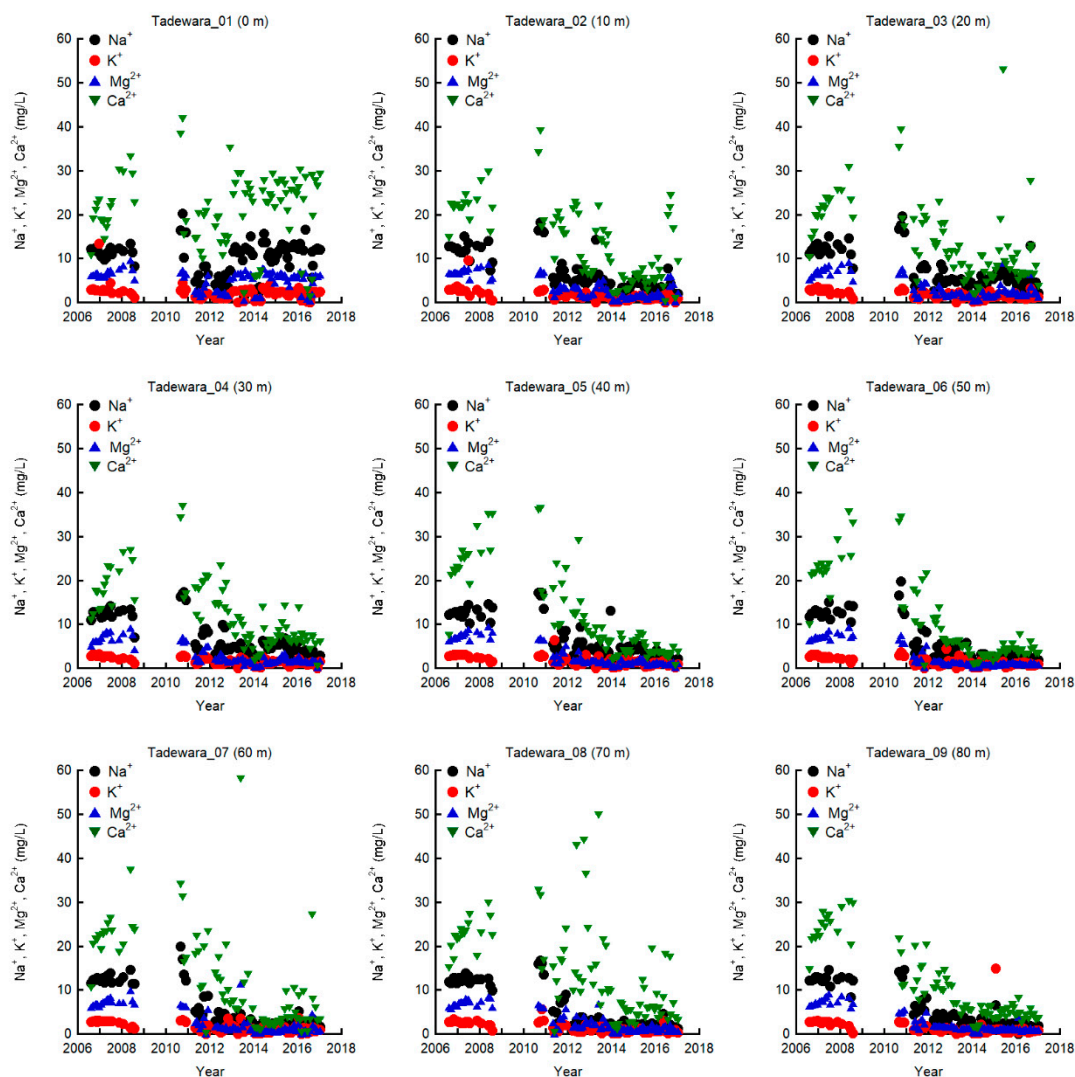 Tadewara_01 (0 m)
Na⁺, K⁺, Mg²⁺, Ca²⁺ (mg/L)
60
50
40
30
20
10
0
Na⁺
K⁺
Mg²⁺
Ca²⁺
2006 2008 2010 2012 2014 2016 2018
Year
Tadewara_02 (10 m)
Na⁺, K⁺, Mg²⁺, Ca²⁺ (mg/L)
60
50
40
30
20
10
0
Na⁺
K⁺
Mg²⁺
Ca²⁺
2006 2008 2010 2012 2014 2016 2018
Year
Tadewara_03 (20 m)
Na⁺, K⁺, Mg²⁺, Ca²⁺ (mg/L)
60
50
40
30
20
10
0
Na⁺
K⁺
Mg²⁺
Ca²⁺
2006 2008 2010 2012 2014 2016 2018
Year
Tadewara_04 (30 m)
Na⁺, K⁺, Mg²⁺, Ca²⁺ (mg/L)
60
50
40
30
20
10
0
Na⁺
K⁺
Mg²⁺
Ca²⁺
2006 2008 2010 2012 2014 2016 2018
Year
Tadewara_05 (40 m)
Na⁺, K⁺, Mg²⁺, Ca²⁺ (mg/L)
60
50
40
30
20
10
0
Na⁺
K⁺
Mg²⁺
Ca²⁺
2006 2008 2010 2012 2014 2016 2018
Year
Tadewara_06 (50 m)
Na⁺, K⁺, Mg²⁺, Ca²⁺ (mg/L)
60
50
40
30
20
10
0
Na⁺
K⁺
Mg²⁺
Ca²⁺
2006 2008 2010 2012 2014 2016 2018
Year
Tadewara_07 (60 m)
Na⁺, K⁺, Mg²⁺, Ca²⁺ (mg/L)
60
50
40
30
20
10
0
Na⁺
K⁺
Mg²⁺
Ca²⁺
2006 2008 2010 2012 2014 2016 2018
Year
Tadewara_08 (70 m)
Na⁺, K⁺, Mg²⁺, Ca²⁺ (mg/L)
60
50
40
30
20
10
0
Na⁺
K⁺
Mg²⁺
Ca²⁺
2006 2008 2010 2012 2014 2016 2018
Year
Tadewara_09 (80 m)
Na⁺, K⁺, Mg²⁺, Ca²⁺ (mg/L)
60
50
40
30
20
10
0
Na⁺
K⁺
Mg²⁺
Ca²⁺
2006 2008 2010 2012 2014 2016 2018
Year